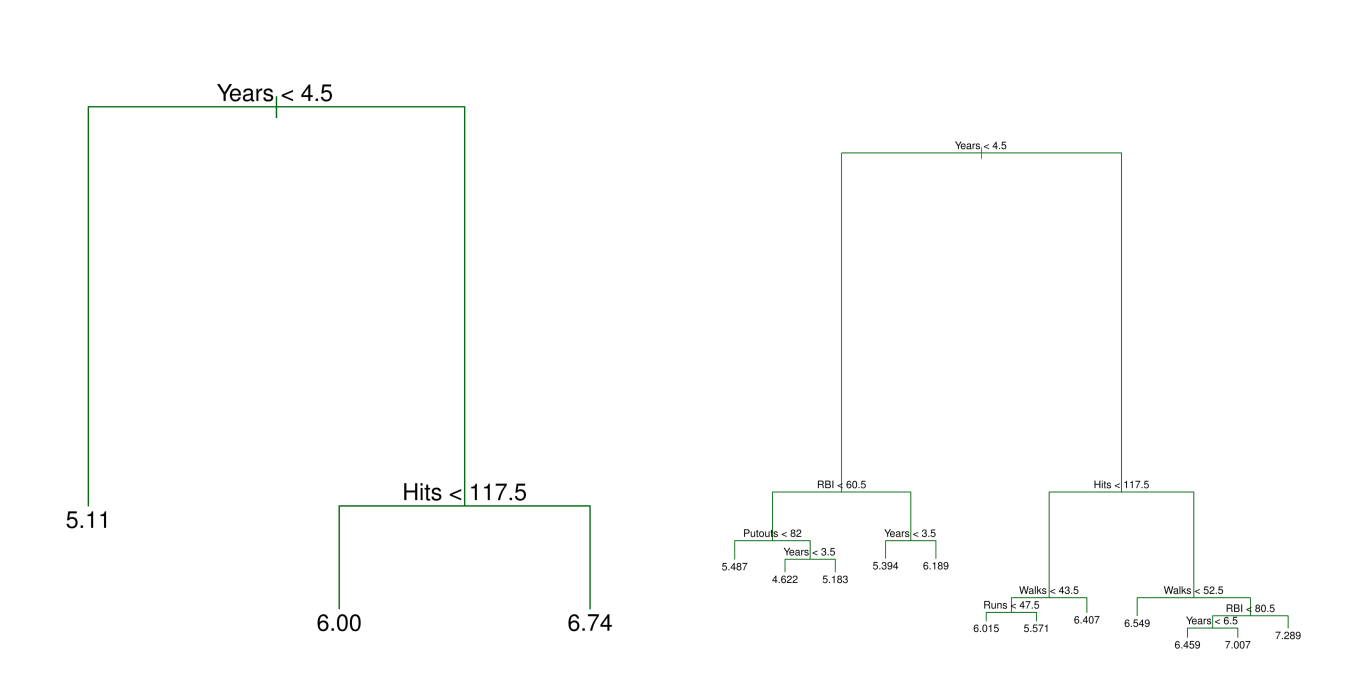 Years < 4.5
Hits < 117.5
5.11
6.00
6.74
Years < 4.5
RBI < 60.5
Hits < 117.5
Putouts < 82
Years < 3.5
Years < 3.5
5.487
5.394
6.189
4.622
5.183
Walks < 43.5
Walks < 52.5
Runs < 47.5
RBI < 80.5
6.407
6.549
Years < 6.5
6.015
5.571
7.289
6.459
7.007